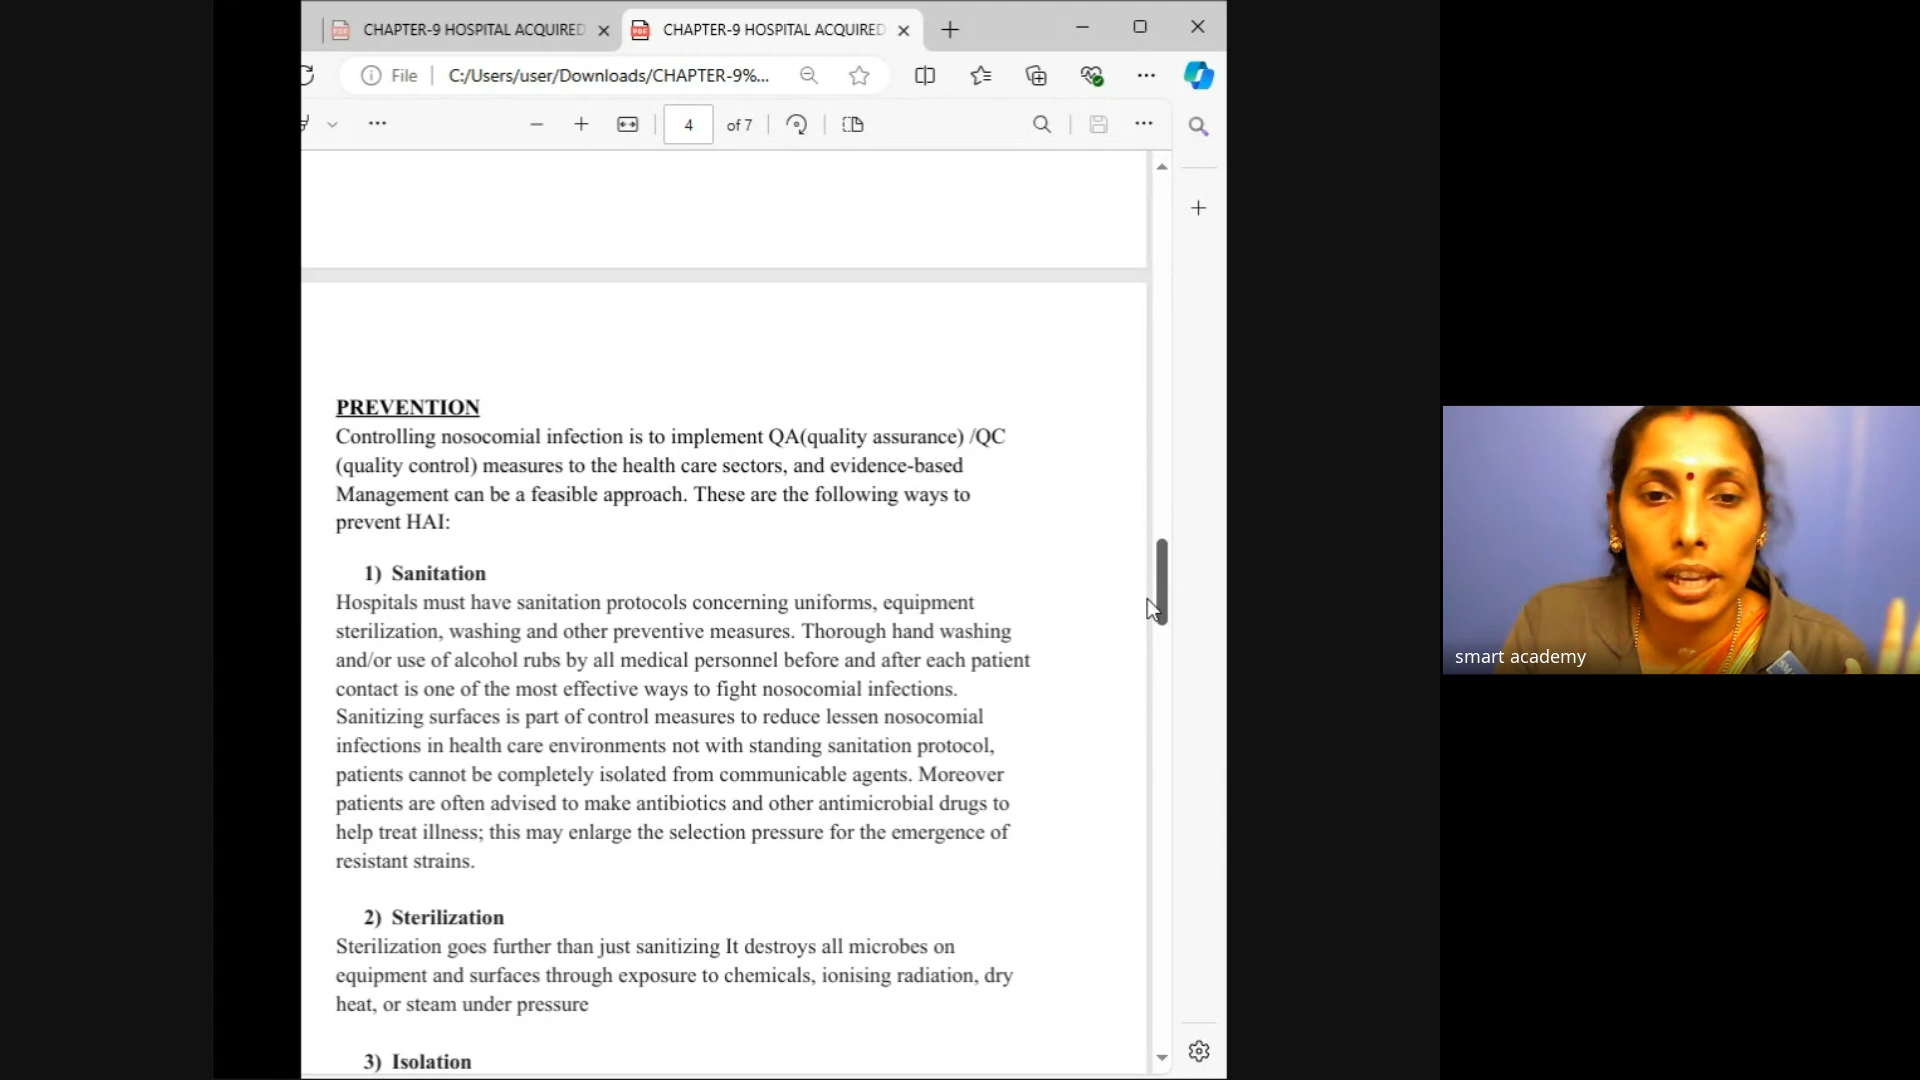 CHAPTER-9 HOSPITAL ACQUIRED
CHAPTER-9 HOSPITAL ACQUIRED
File
C:/Users/user/Downloads/CHAPTER-9%...
4 of 7
PREVENTION
Controlling nosocomial infection is to implement QA(quality assurance) /QC
(quality control) measures to the health care sectors, and evidence-based
Management can be a feasible approach. These are the following ways to
prevent HAI:
1) Sanitation
Hospitals must have sanitation protocols concerning uniforms, equipment
sterilization, washing and other preventive measures. Thorough hand washing
and/or use of alcohol rubs by all medical personnel before and after each patient
contact is one of the most effective ways to fight nosocomial infections.
Sanitizing surfaces is part of control measures to reduce lessen nosocomial
infections in health care environments not with standing sanitation protocol,
patients cannot be completely isolated from communicable agents. Moreover
patients are often advised to make antibiotics and other antimicrobial drugs to
help treat illness; this may enlarge the selection pressure for the emergence of
resistant strains.
2) Sterilization
Sterilization goes further than just sanitizing It destroys all microbes on
equipment and surfaces through exposure to chemicals, ionising radiation, dry
heat, or steam under pressure
3) Isolation
smart academy